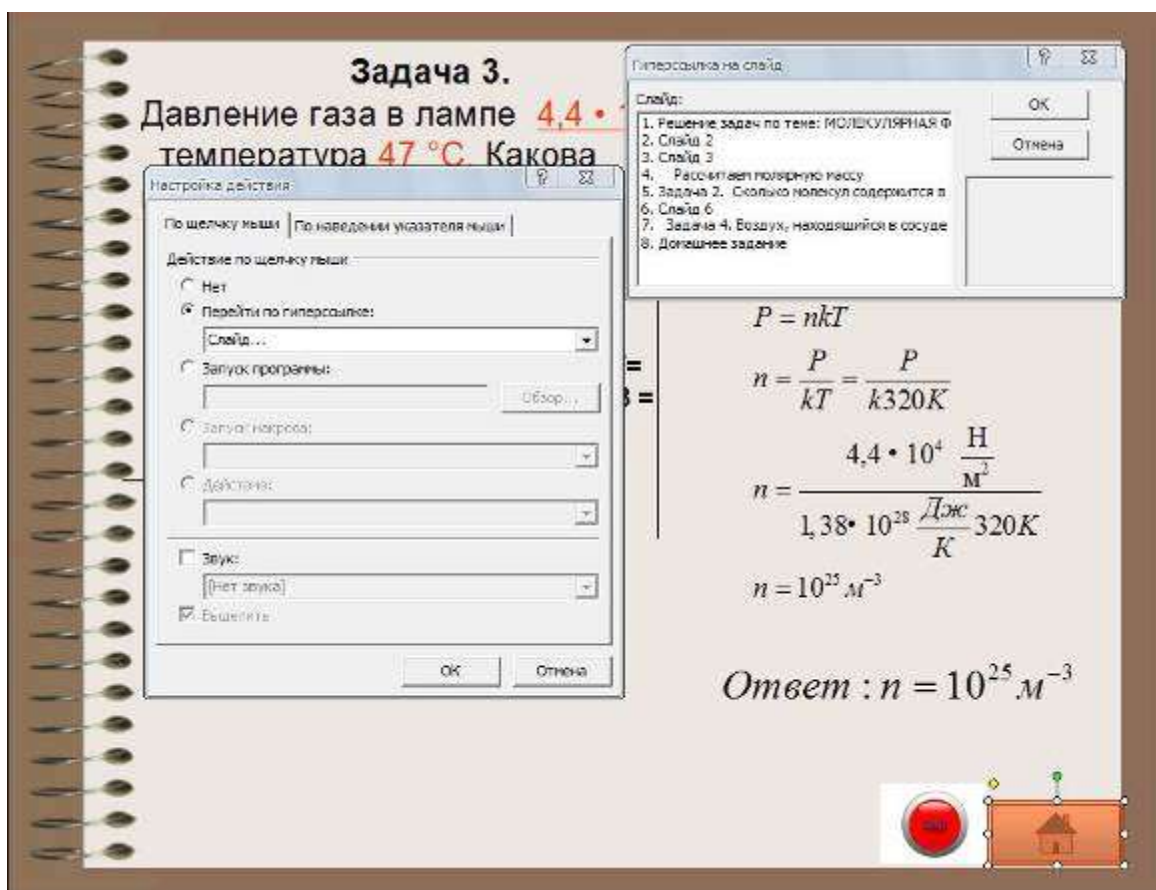 Задача 3.
Давление газа в лампе 4,4 •
температура 47 °С. Какова
Настройка действия
По щелчку мыши
По наведении указателя мыши
Действие по щелчку мыши
Нет
Перейти по гиперссылке:
Слайд...
Запуск программы:
Обзор...
Запуск макроса:
Действие:
Звук:
[Нет звука]
Выделить
ОК
Отмена
Гиперссылка на слайд
Слайд:
1. Решение задач по теме: МОЛЕКУЛЯРНАЯ Ф
2. Слайд 2
3. Слайд 3
4. Рассчитаем молярную массу
5. Задача 2. Сколько молекул содержится в
6. Слайд 6
7. Задача 4. Воздух, находящийся в сосуде
8. Домашнее задание
ОК
Отмена
=
=
P = nkT
n = P/kT = P/k320K
n = 4,4 • 10⁴ Н/м² / 1,38• 10²⁸ Дж/К 320K
n = 10²⁵ м⁻³
Ответ : n = 10²⁵ м⁻³